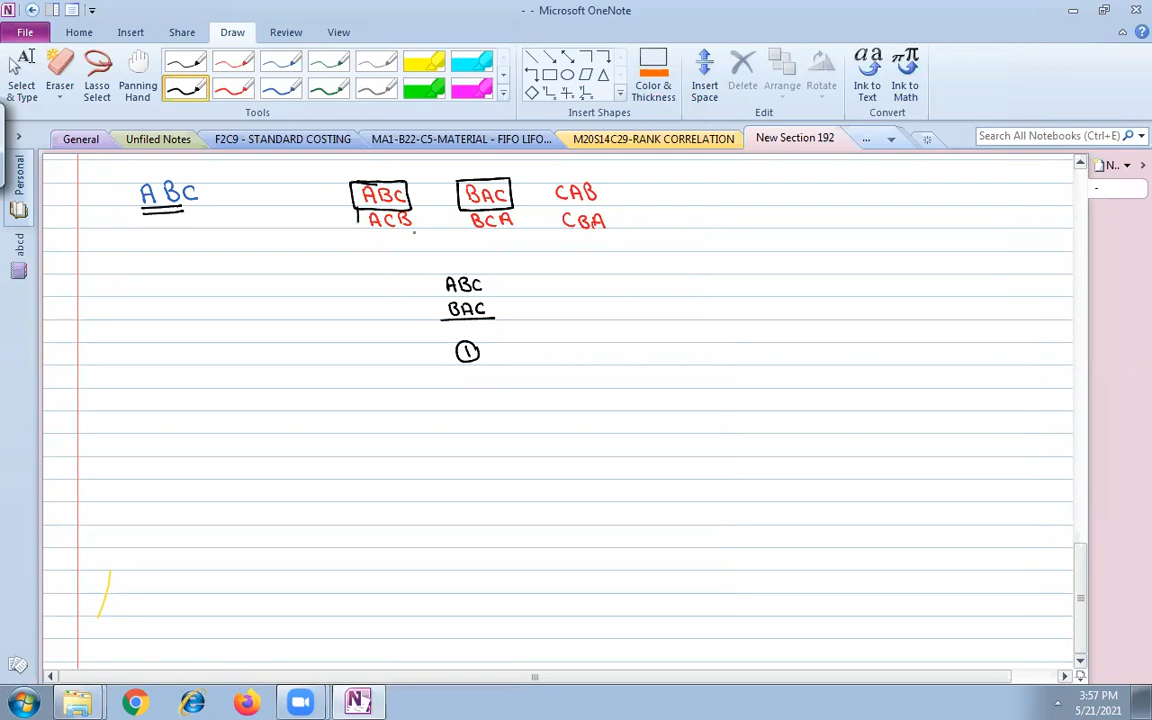 - - Microsoft OneNote
File Home Insert Share Draw Review View
Select & Type
Eraser
Lasso Select
Panning Hand
Color & Thickness
Insert Space
Delete
Arrange
Rotate
Ink to Text
Ink to Math
Tools
Insert Shapes
Edit
Convert
General
Unfiled Notes
F2C9 - STANDARD COSTING
MA1-B22-C5-MATERIAL - FIFO LIFO...
M20S14C29-RANK CORRELATION
New Section 192
...
Search All Notebooks (Ctrl+E)
Personal
abcd
N..
-
ABC
ABC BAC CAB
ACB BCA CBA
ABC
BAC
1
3:57 PM
5/21/2021